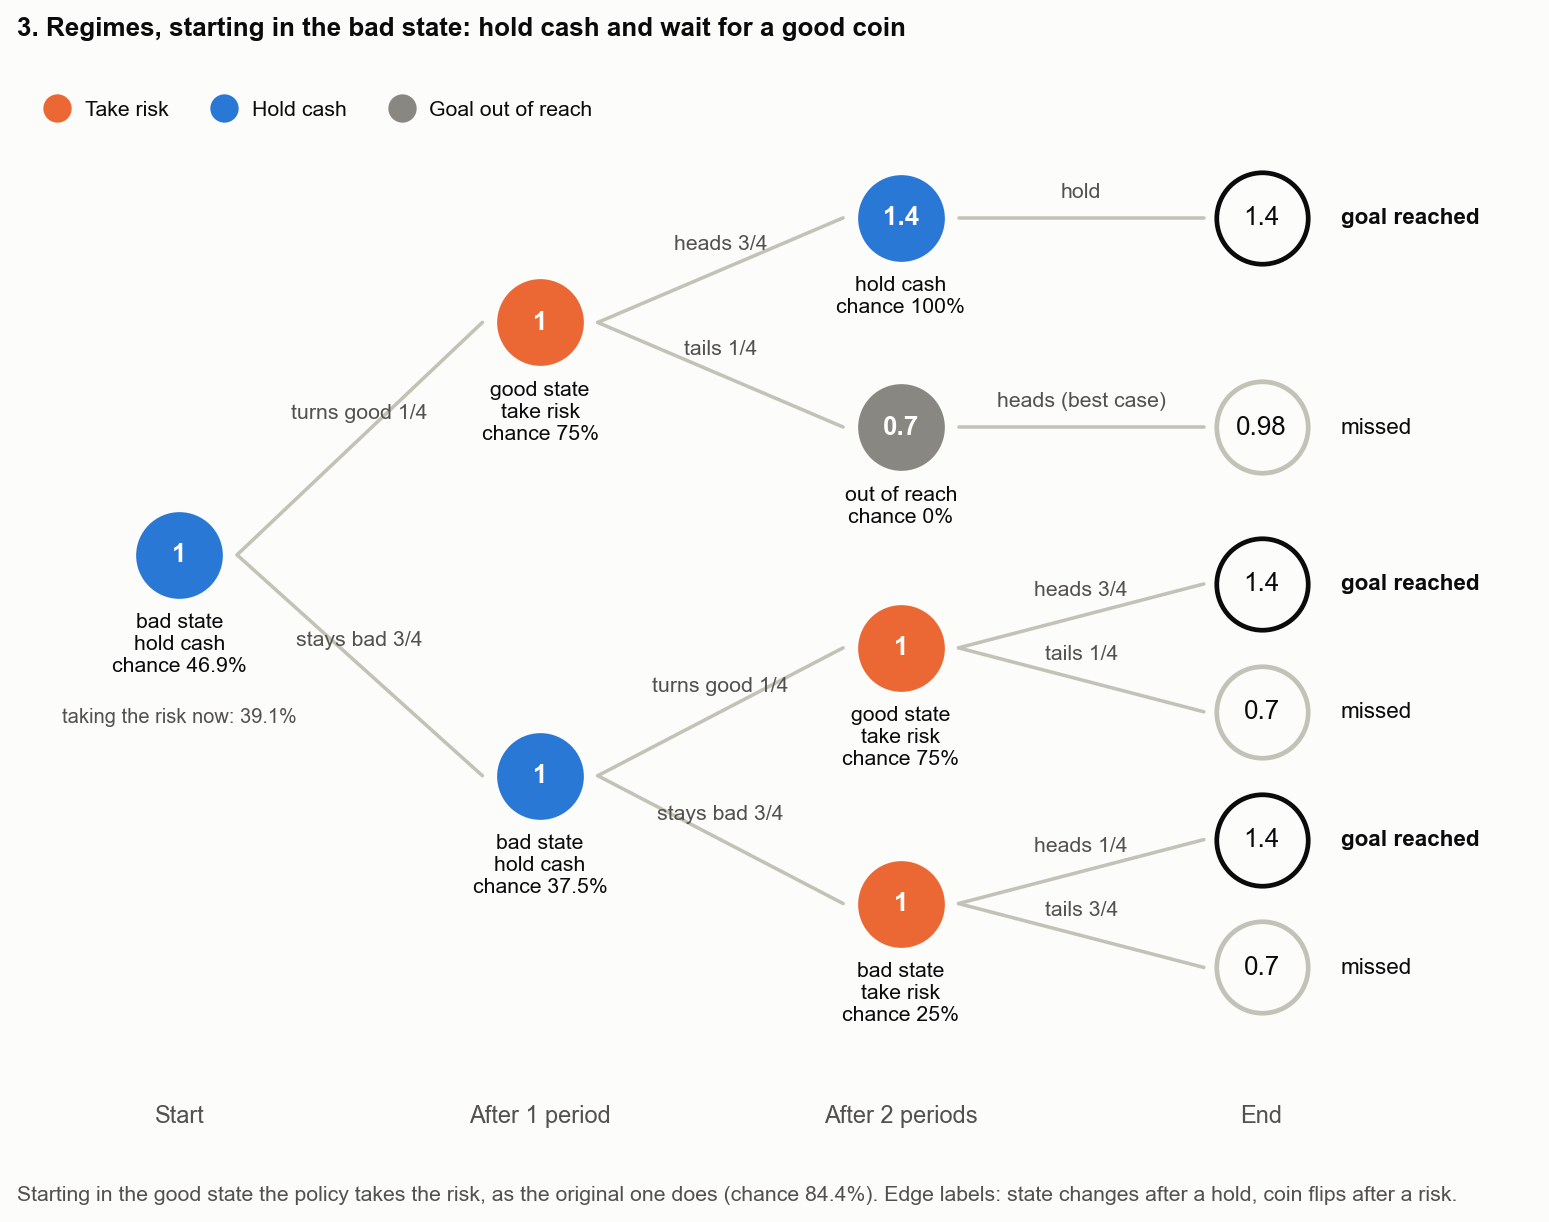 3. Regimes, starting in the bad state: hold cash and wait for a good coin
Take risk
Hold cash
Goal out of reach
1
bad state
hold cash
chance 46.9%
taking the risk now: 39.1%
turns good 1/4
stays bad 3/4
1
good state
take risk
chance 75%
1
bad state
hold cash
chance 37.5%
heads 3/4
tails 1/4
turns good 1/4
stays bad 3/4
1.4
hold cash
chance 100%
0.7
out of reach
chance 0%
1
good state
take risk
chance 75%
1
bad state
take risk
chance 25%
hold
heads (best case)
heads 3/4
tails 1/4
heads 1/4
tails 3/4
1.4
goal reached
0.98
missed
1.4
goal reached
0.7
missed
1.4
goal reached
0.7
missed
Start
After 1 period
After 2 periods
End
Starting in the good state the policy takes the risk, as the original one does (chance 84.4%). Edge labels: state changes after a hold, coin flips after a risk.